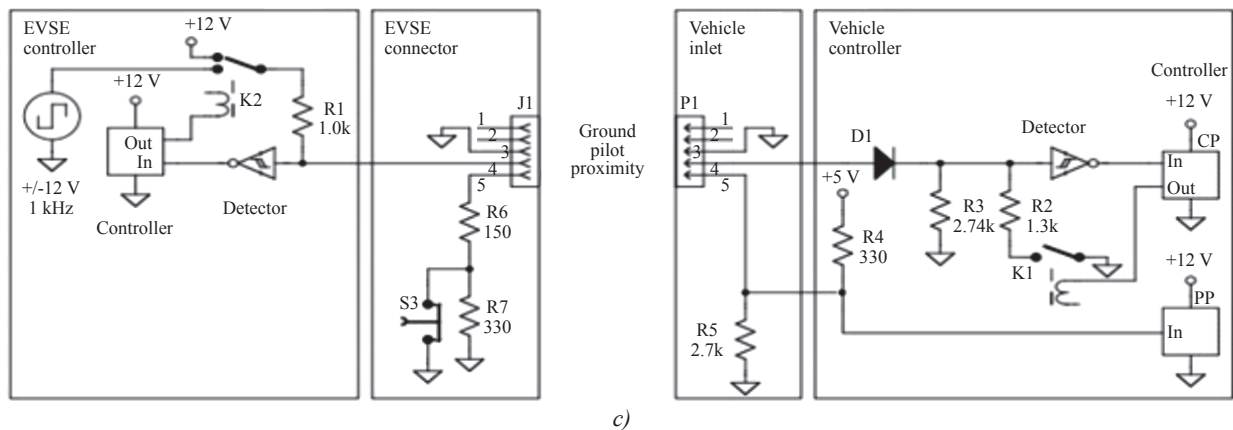 EVSE
controller
+12 V
+12 V
K2
R1
1.0k
Out
In
+/-12 V
1 kHz
Controller
Detector
EVSE
connector
J1
1
2
3
4
5
R6
150
S3
R7
330
Ground
pilot
proximity
Vehicle
inlet
P1
1
2
3
4
5
R5
2.7k
Vehicle
controller
D1
+5 V
R4
330
R3
2.74k
R2
1.3k
K1
Detector
Controller
+12 V
CP
In
Out
+12 V
PP
In
c)